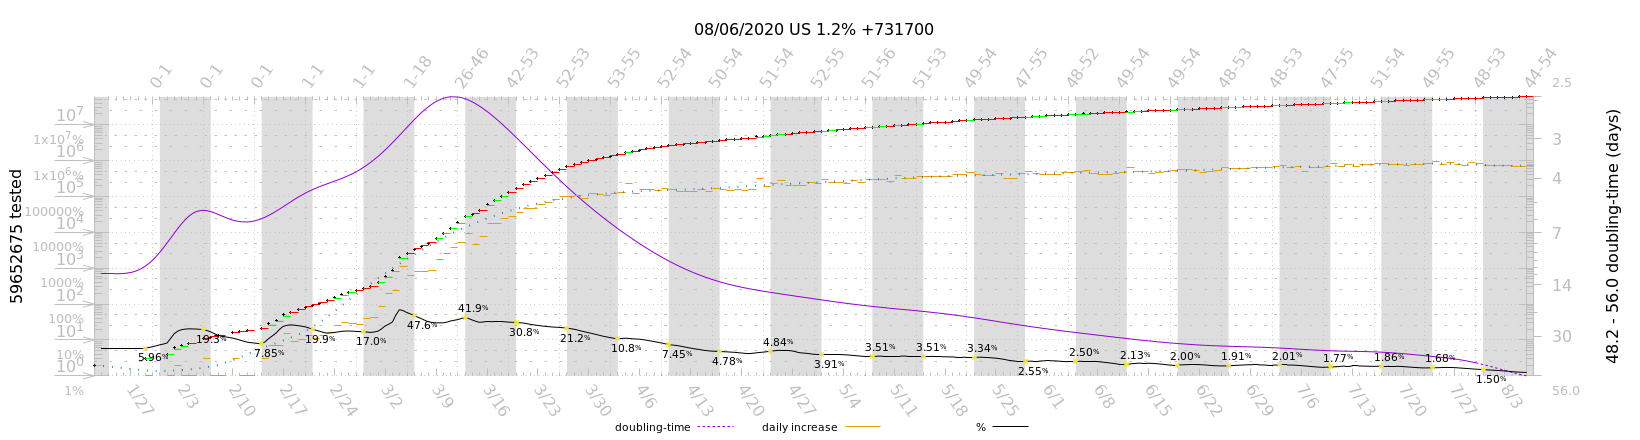 08/06/2020 US 1.2% +731700
0-1 0-1 0-1 1-1 1-1 1-18 26-46 42-53 52-53 53-55 52-54 50-54 51-54 52-55 51-56 51-53 49-54 47-55 48-52 49-54 49-54 48-53 48-53 47-55 51-54 49-55 48-53 44-54
59652675 tested
10⁷
1x10⁷%
10⁶
1x10⁶%
10⁵
100000%
10⁴
10000%
10³
1000%
10²
100%
10¹
10%
10⁰
1%
2.5
3
4
7
14
30
56.0
48.2 - 56.0 doubling-time (days)
5.96% 19.3% 7.85% 19.9% 17.0% 47.6% 41.9% 30.8% 21.2% 10.8% 7.45% 4.78% 4.84% 3.91% 3.51% 3.51% 3.34% 2.55% 2.50% 2.13% 2.00% 1.91% 2.01% 1.77% 1.86% 1.68% 1.50%
1/27 2/3 2/10 2/17 2/24 3/2 3/9 3/16 3/23 3/30 4/6 4/13 4/20 4/27 5/4 5/11 5/18 5/25 6/1 6/8 6/15 6/22 6/29 7/6 7/13 7/20 7/27 8/3
doubling-time daily increase %